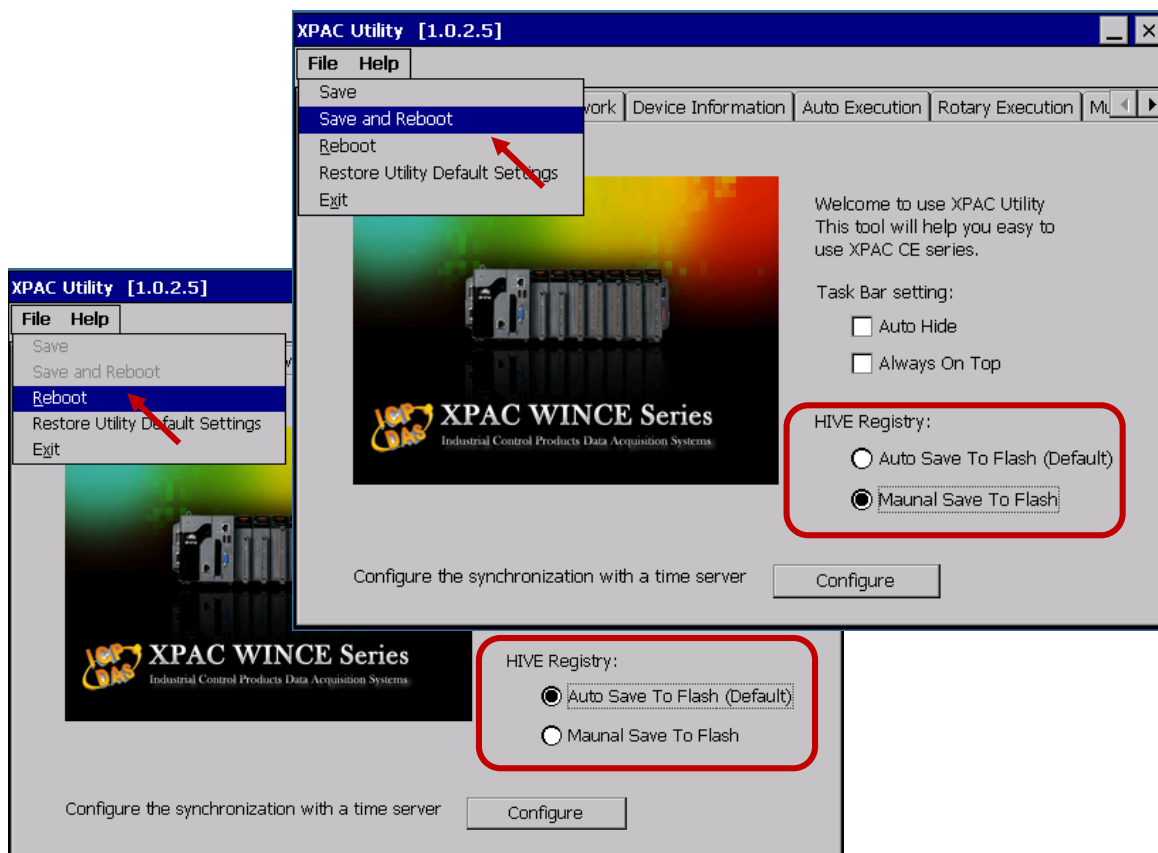 XPAC Utility [1.0.2.5]
File Help
Save
Save and Reboot
Reboot
Restore Utility Default Settings
Exit
Device Information
Auto Execution
Rotary Execution
Welcome to use XPAC Utility
This tool will help you easy to
use XPAC CE series.
Task Bar setting:
Auto Hide
Always On Top
HIVE Registry:
Auto Save To Flash (Default)
Maunal Save To Flash
ICP
DAS
XPAC WINCE Series
Industrial Control Products Data Acquisition Systems
Configure the synchronization with a time server
Configure
XPAC Utility [1.0.2.5]
File Help
Save
Save and Reboot
Reboot
Restore Utility Default Settings
Exit
ICP
DAS
XPAC WINCE Series
Industrial Control Products Data Acquisition Systems
HIVE Registry:
Auto Save To Flash (Default)
Maunal Save To Flash
Configure the synchronization with a time server
Configure